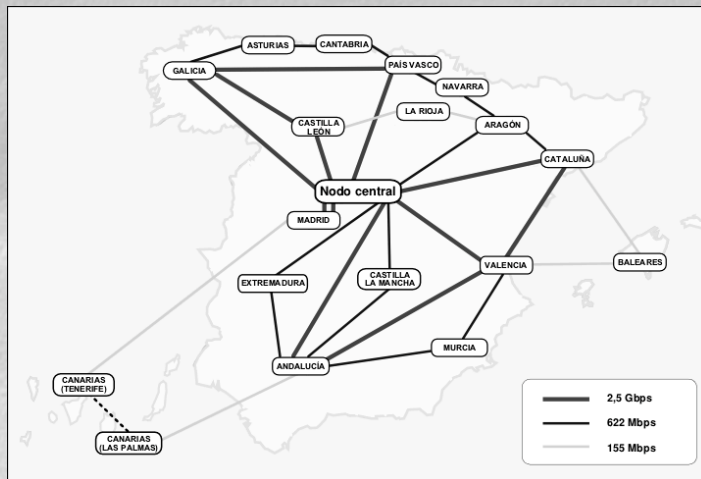 ASTURIAS
CANTABRIA
PAÍS VASCO
GALICIA
NAVARRA
LA RIOJA
CASTILLA
LEÓN
ARAGÓN
CATALUÑA
Nodo central
MADRID
VALENCIA
BALEARES
EXTREMADURA
CASTILLA
LA MANCHA
MURCIA
ANDALUCÍA
CANARIAS
(TENERIFE)
CANARIAS
(LAS PALMAS)
2,5 Gbps
622 Mbps
155 Mbps